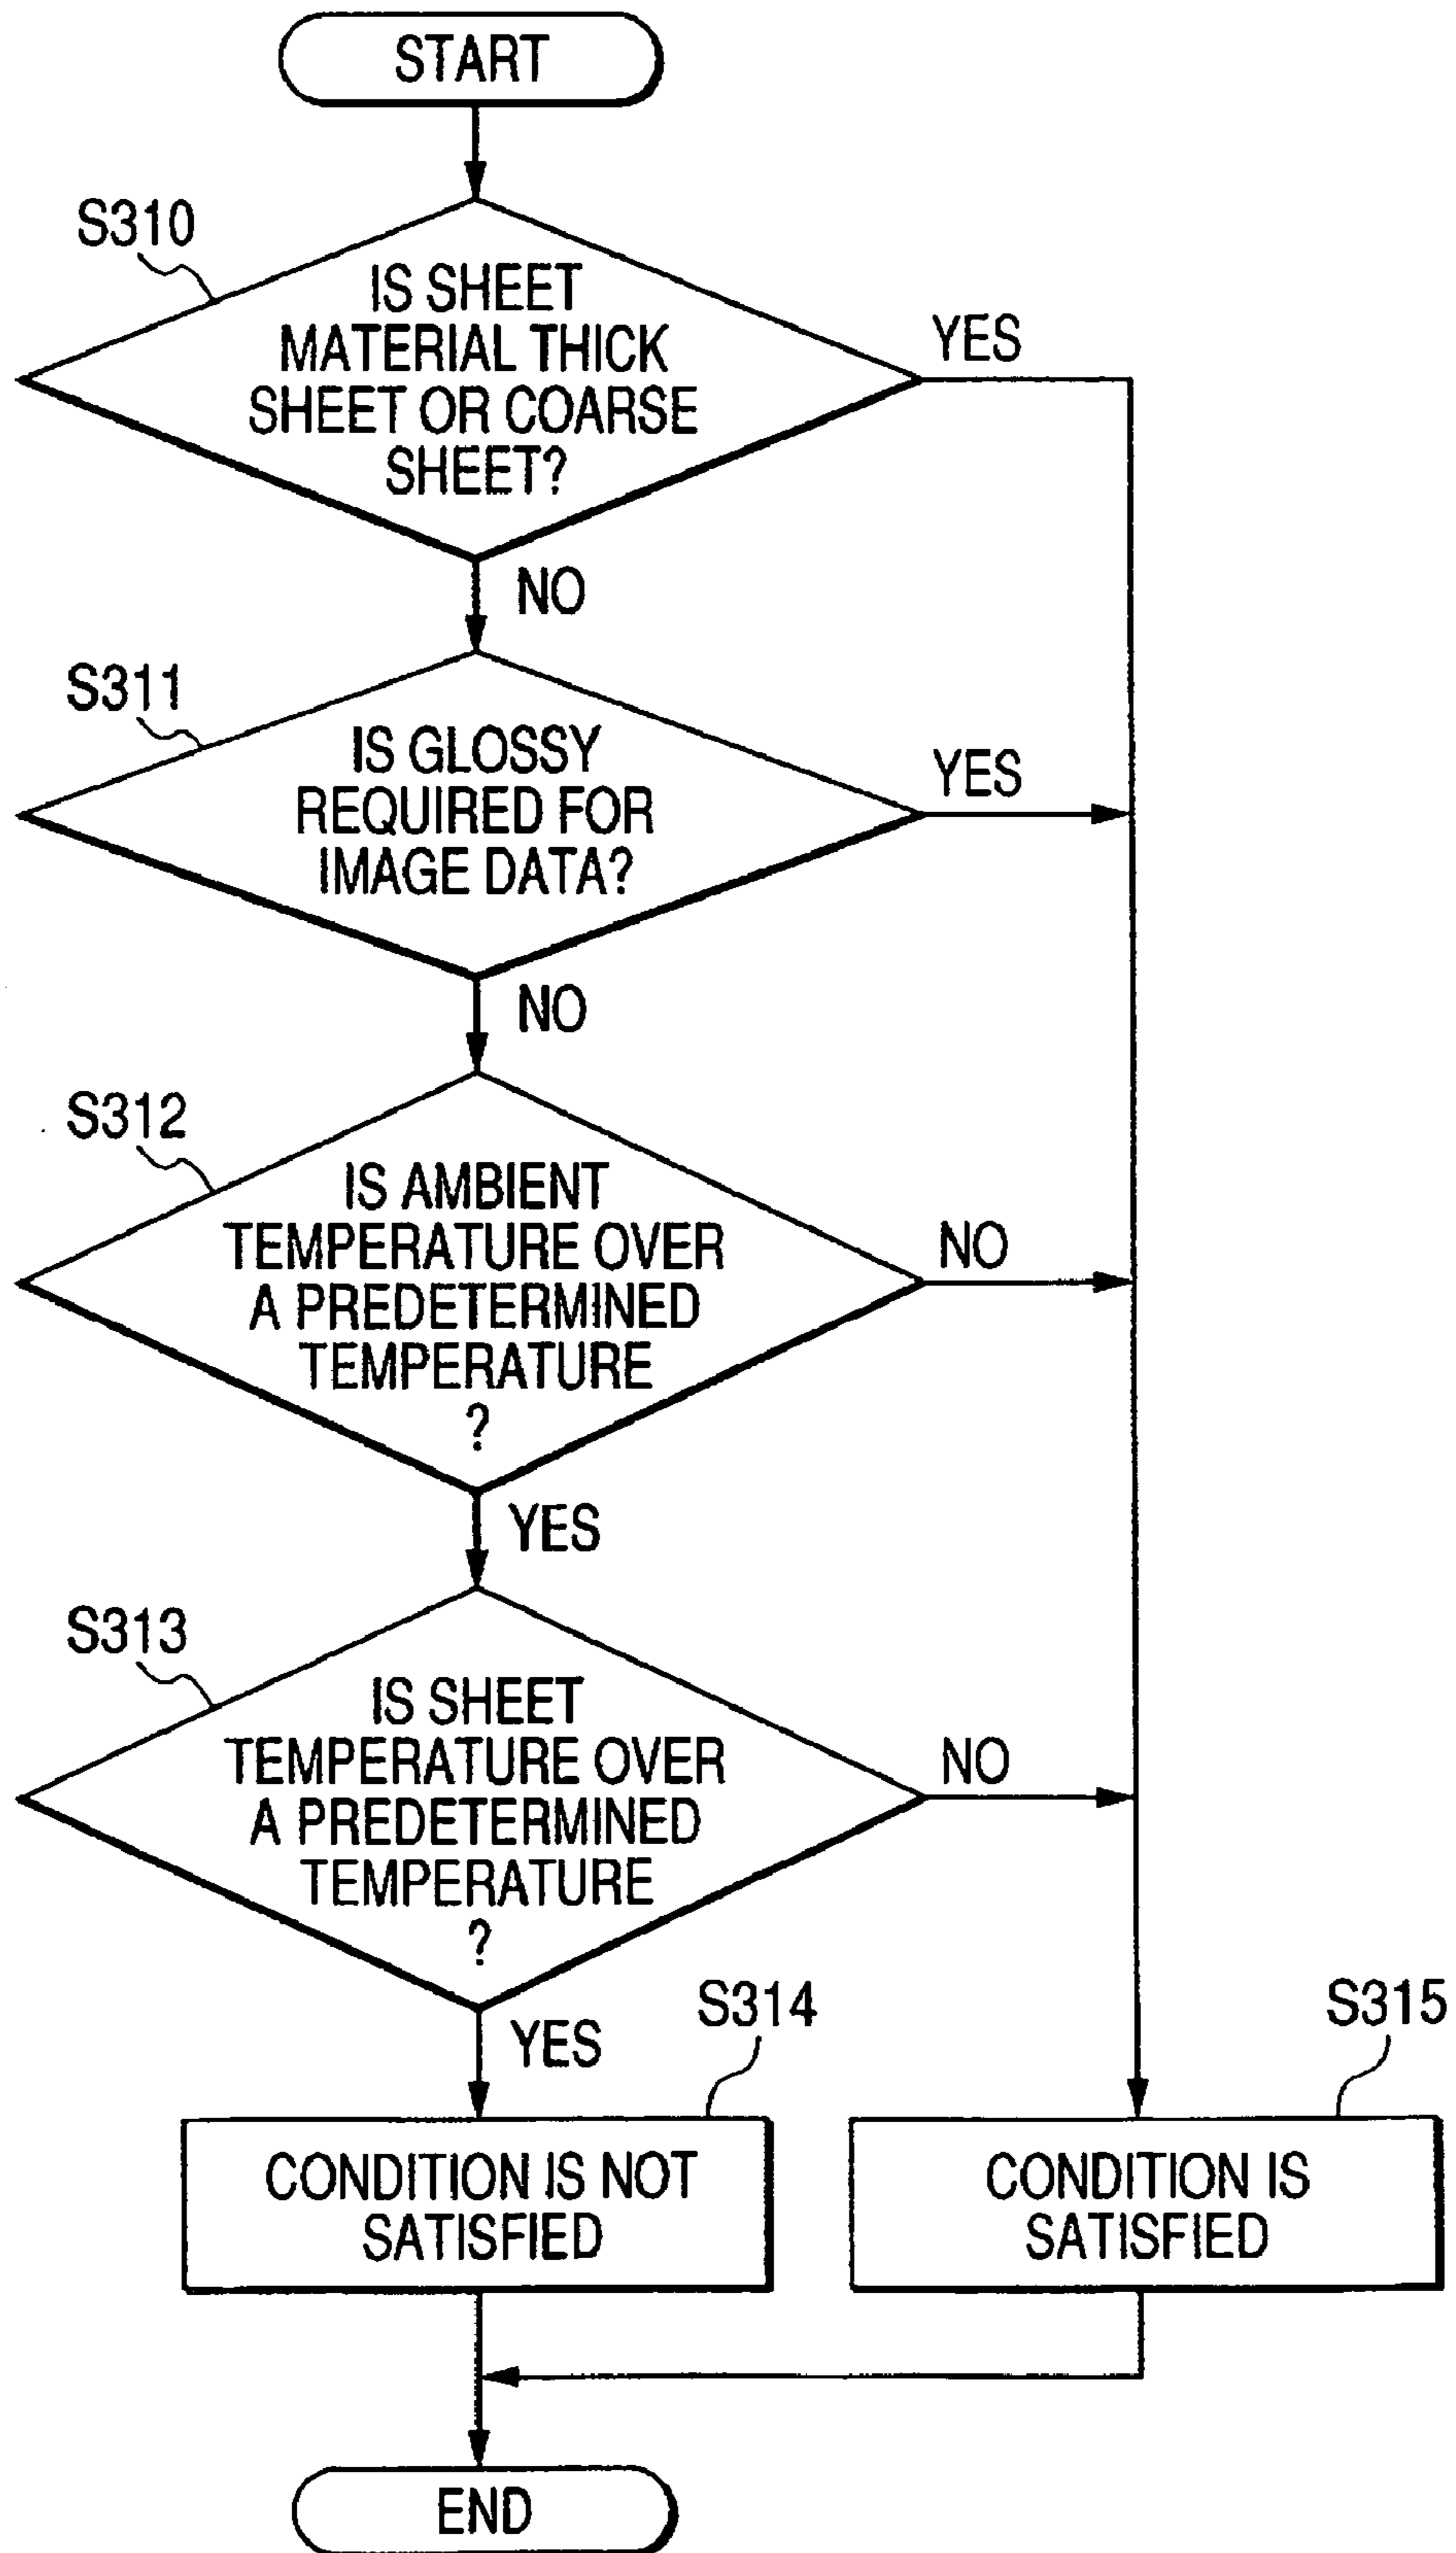 START
S310
IS SHEET
MATERIAL THICK
SHEET OR COARSE
SHEET?
YES
NO
S311
IS GLOSSY
REQUIRED FOR
IMAGE DATA?
YES
NO
S312
IS AMBIENT
TEMPERATURE OVER
A PREDETERMINED
TEMPERATURE
?
NO
YES
S313
IS SHEET
TEMPERATURE OVER
A PREDETERMINED
TEMPERATURE
?
NO
YES
S314
CONDITION IS NOT
SATISFIED
S315
CONDITION IS
SATISFIED
END